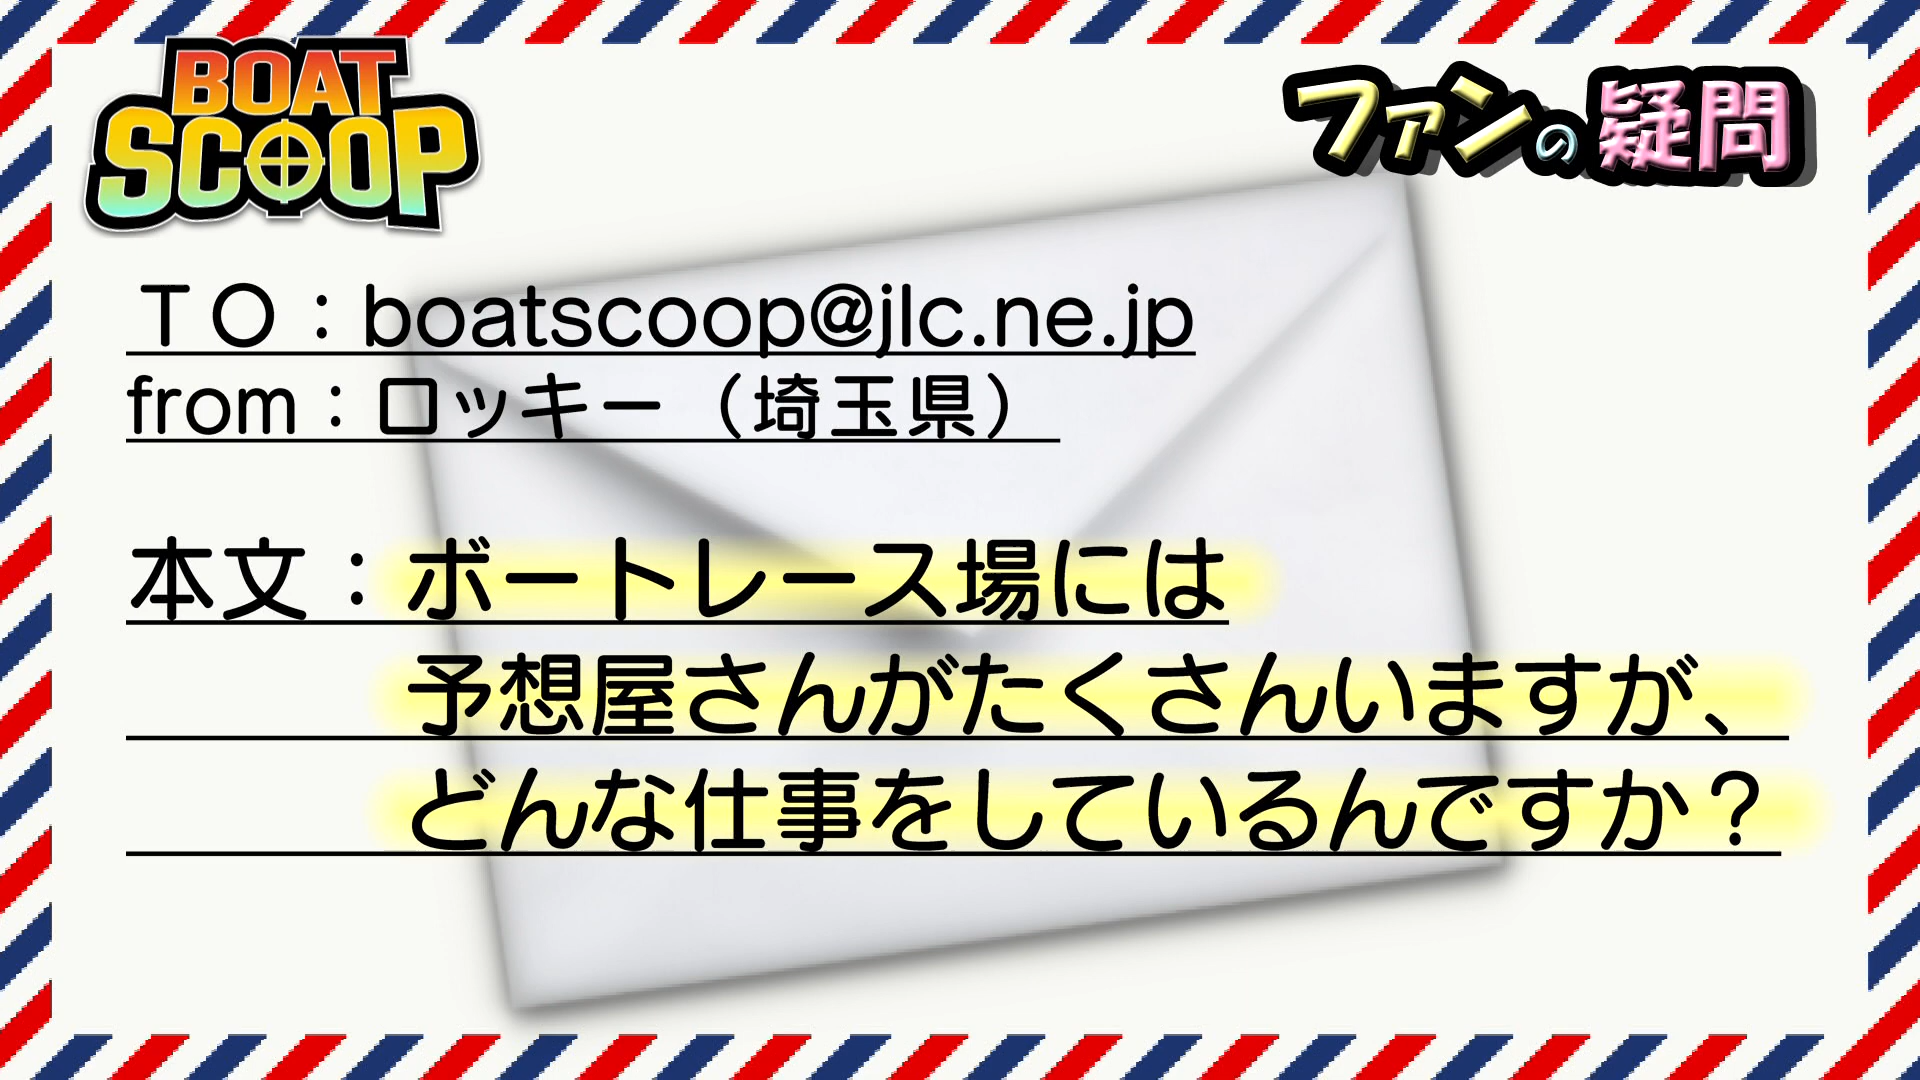 BOAT
SCOOP
ファンの疑問
ＴＯ：boatscoop@jlc.ne.jp
from：ロッキー（埼玉県）
本文：ボートレース場には
予想屋さんがたくさんいますが、
どんな仕事をしているんですか？